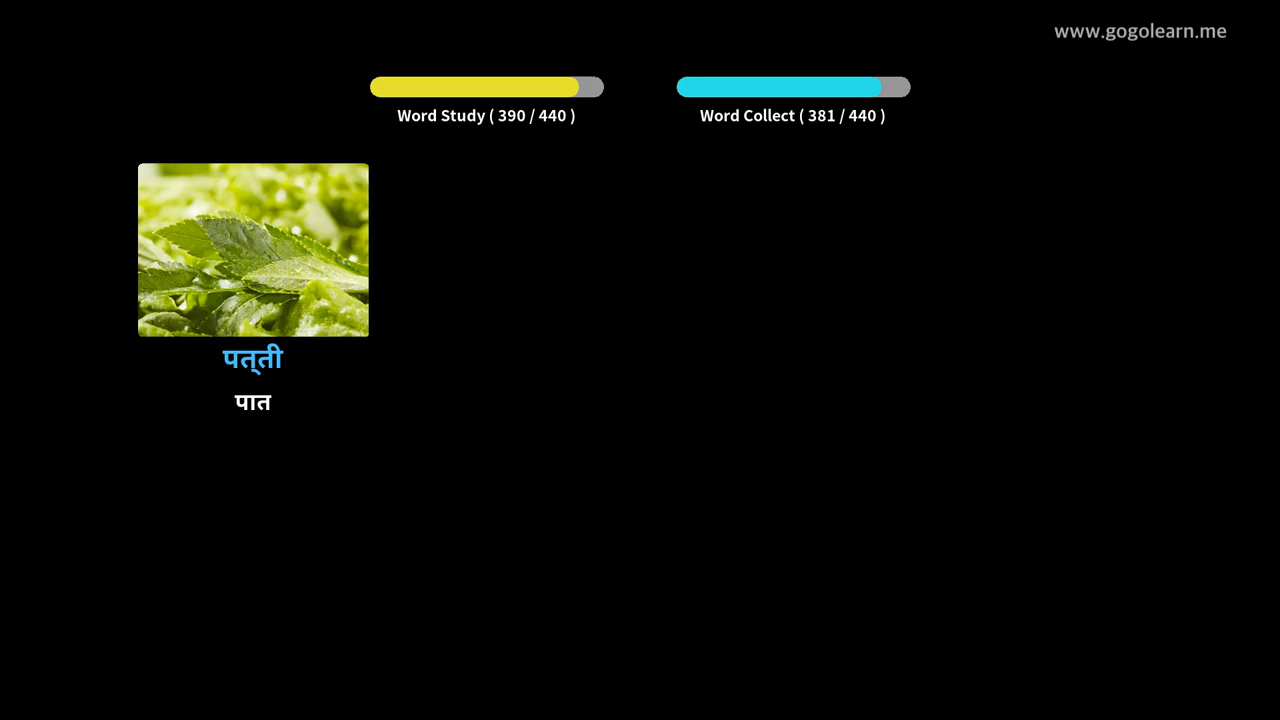 www.gogolearn.me
Word Study ( 390 / 440 )
Word Collect ( 381 / 440 )
पत्‌ती
पात